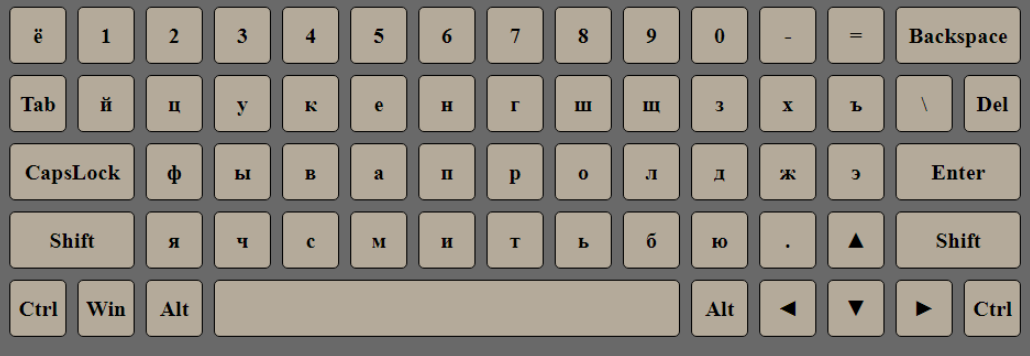 ё 1 2 3 4 5 6 7 8 9 0 - = Backspace
Tab й ц у к е н г ш щ з х ъ \ Del
CapsLock ф ы в а п р о л д ж э Enter
Shift я ч с м и т ь б ю . ▲ Shift
Ctrl Win Alt Alt ◄ ▼ ► Ctrl